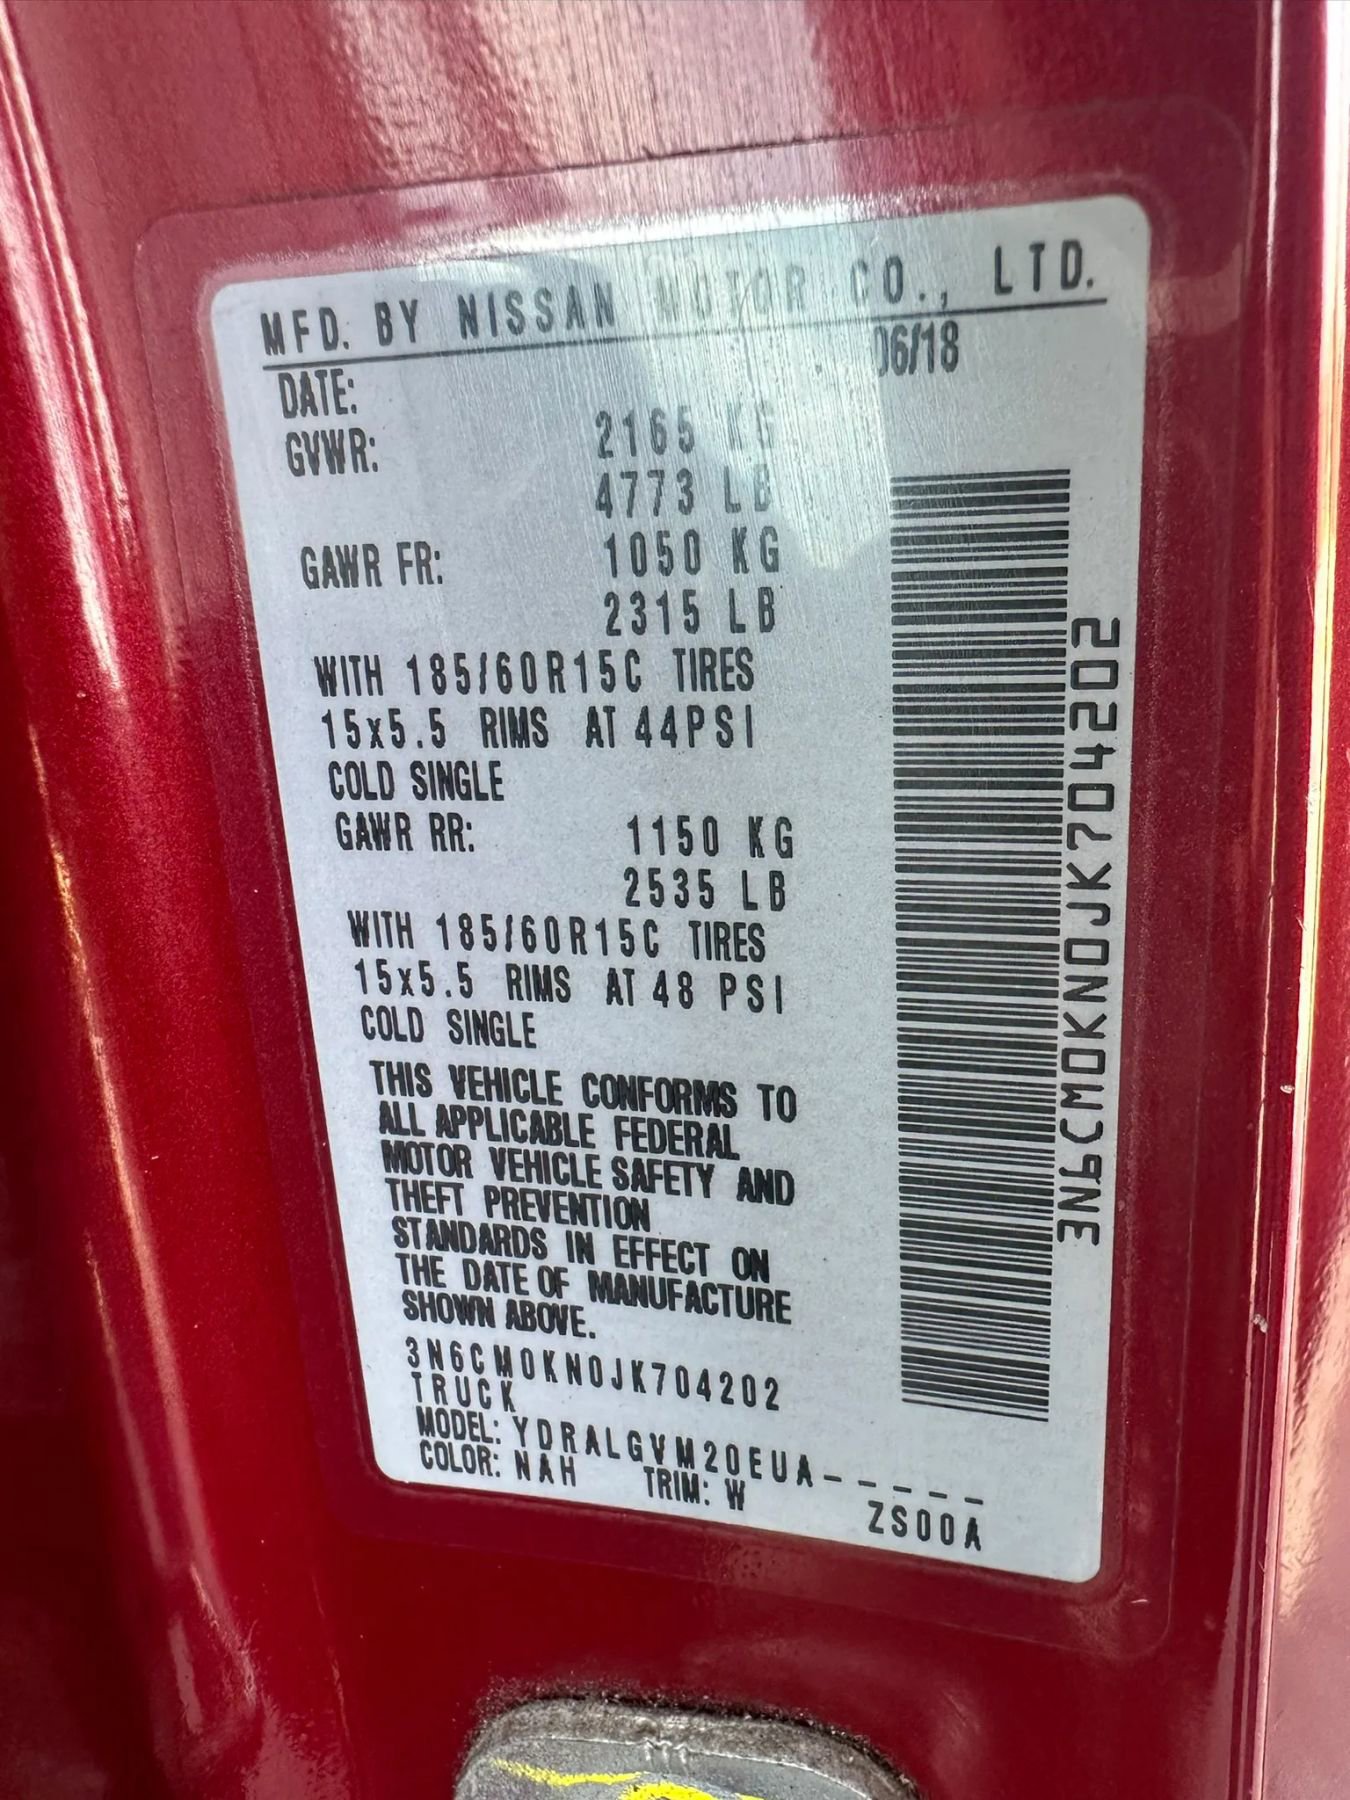 MFD. BY NISSAN MOTOR CO., LTD.
DATE: 06/18
GVWR: 2165 KG
4773 LB
GAWR FR: 1050 KG
2315 LB
WITH 185/60R15C TIRES
15x5.5 RIMS AT 44PSI
COLD SINGLE
GAWR RR: 1150 KG
2535 LB
WITH 185/60R15C TIRES
15x5.5 RIMS AT 48 PSI
COLD SINGLE
THIS VEHICLE CONFORMS TO
ALL APPLICABLE FEDERAL
MOTOR VEHICLE SAFETY AND
THEFT PREVENTION
STANDARDS IN EFFECT ON
THE DATE OF MANUFACTURE
SHOWN ABOVE.
3N6CM0KN0JK704202
TRUCK
MODEL: YDRALGVM20EUA-----
COLOR: NAH TRIM: W ZS00A
3N6CM0KN0JK704202